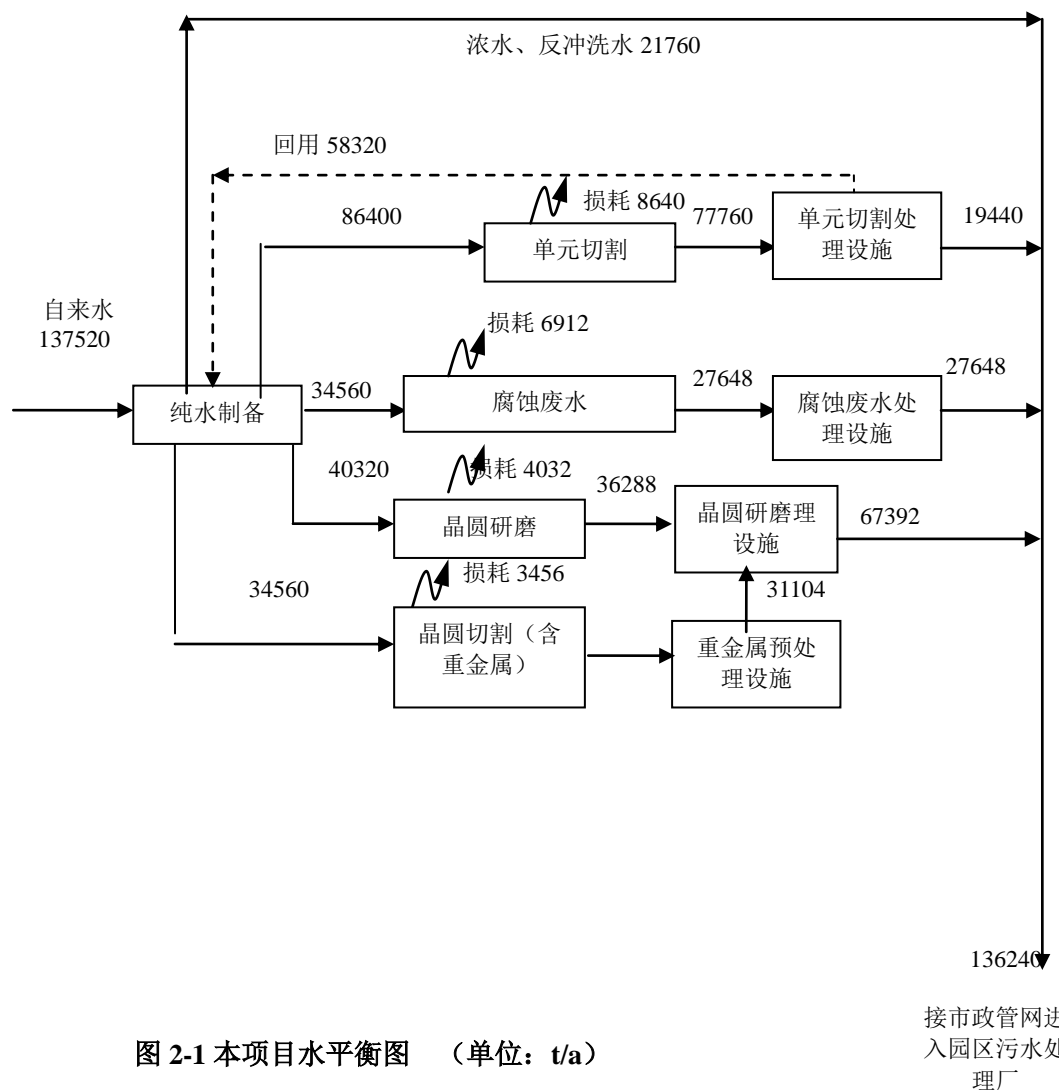 浓水、反冲洗水 21760
回用 58320
86400
损耗 8640
77760
单元切割处
理设施
19440
单元切割
自来水
137520
损耗 6912
34560
27648
27648
纯水制备
腐蚀废水
腐蚀废水处
理设施
40320
损耗 4032
36288
晶圆研磨
晶圆研磨理
设施
67392
34560
损耗 3456
31104
晶圆切割（含
重金属）
重金属预处
理设施
136240
接市政管网进
入园区污水处
理厂
图 2-1 本项目水平衡图 （单位：t/a）